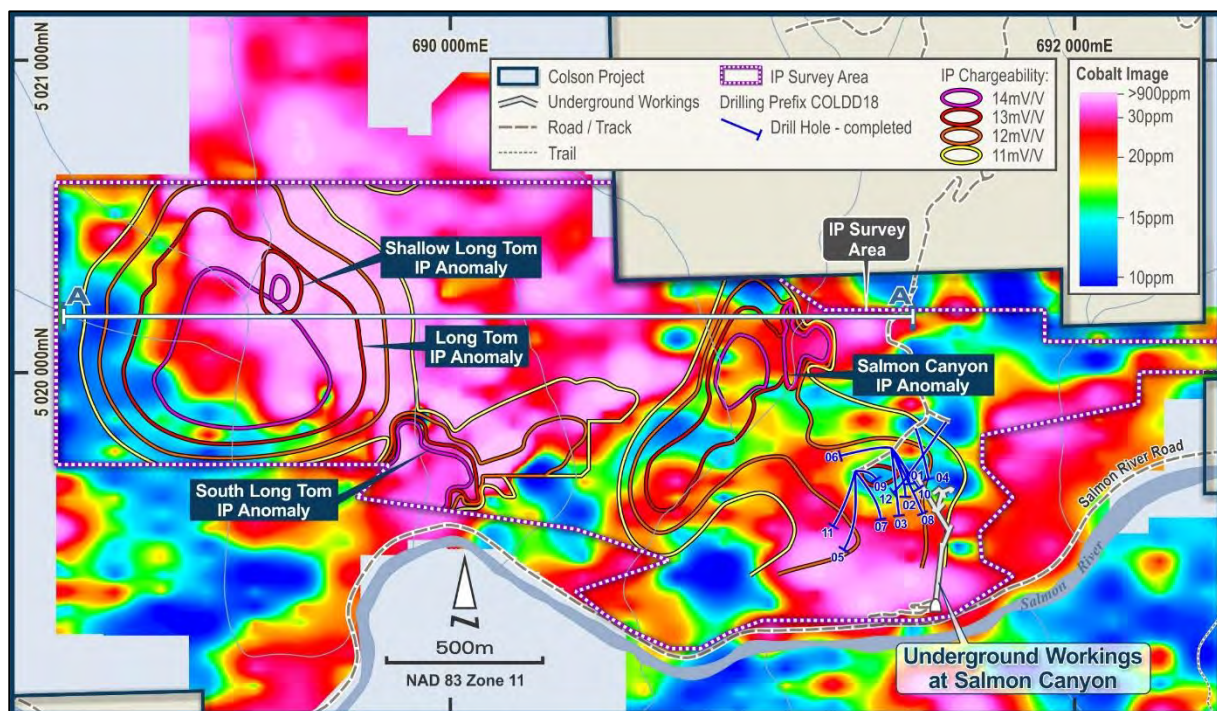 690 000mE
692 000mE
5 021 000mN
5 020 000mN
Colson Project
Underground Workings
Road / Track
Trail
IP Survey Area
Drilling Prefix COLDD18
Drill Hole - completed
IP Chargeability:
14mV/V
13mV/V
12mV/V
11mV/V
Cobalt Image
>900ppm
30ppm
20ppm
15ppm
10ppm
IP Survey
Area
Shallow Long Tom
IP Anomaly
A
A
Long Tom
IP Anomaly
Salmon Canyon
IP Anomaly
South Long Tom
IP Anomaly
06
09
01
04
12
10
02
11
07
03
08
05
Salmon River Road
Salmon River
N
500m
NAD 83 Zone 11
Underground Workings
at Salmon Canyon